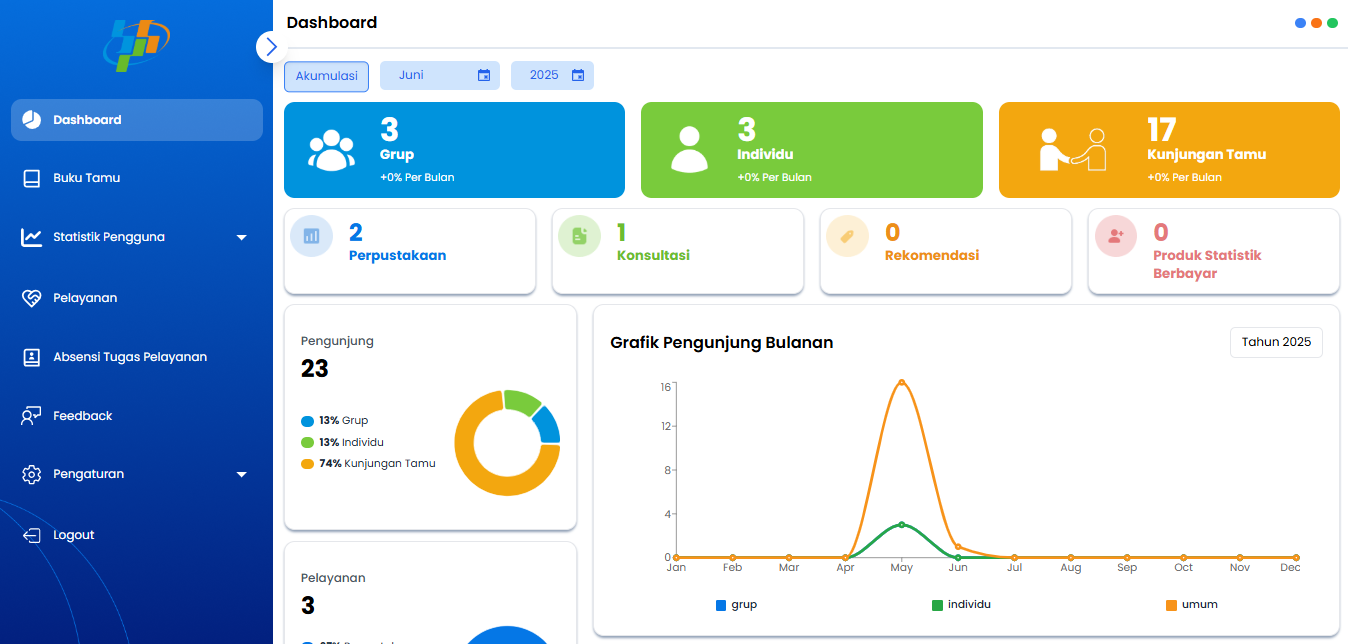 Dashboard
Akumulasi
Juni
2025
Dashboard
Buku Tamu
Statistik Pengguna
Pelayanan
Absensi Tugas Pelayanan
Feedback
Pengaturan
Logout
3
Grup
+0% Per Bulan
3
Individu
+0% Per Bulan
17
Kunjungan Tamu
+0% Per Bulan
2
Perpustakaan
1
Konsultasi
0
Rekomendasi
0
Produk Statistik
Berbayar
Pengunjung
23
13% Grup
13% Individu
74% Kunjungan Tamu
Grafik Pengunjung Bulanan
Tahun 2025
16
12
8
4
0
Jan Feb Mar Apr May Jun Jul Aug Sep Oct Nov Dec
grup individu umum
Pelayanan
3